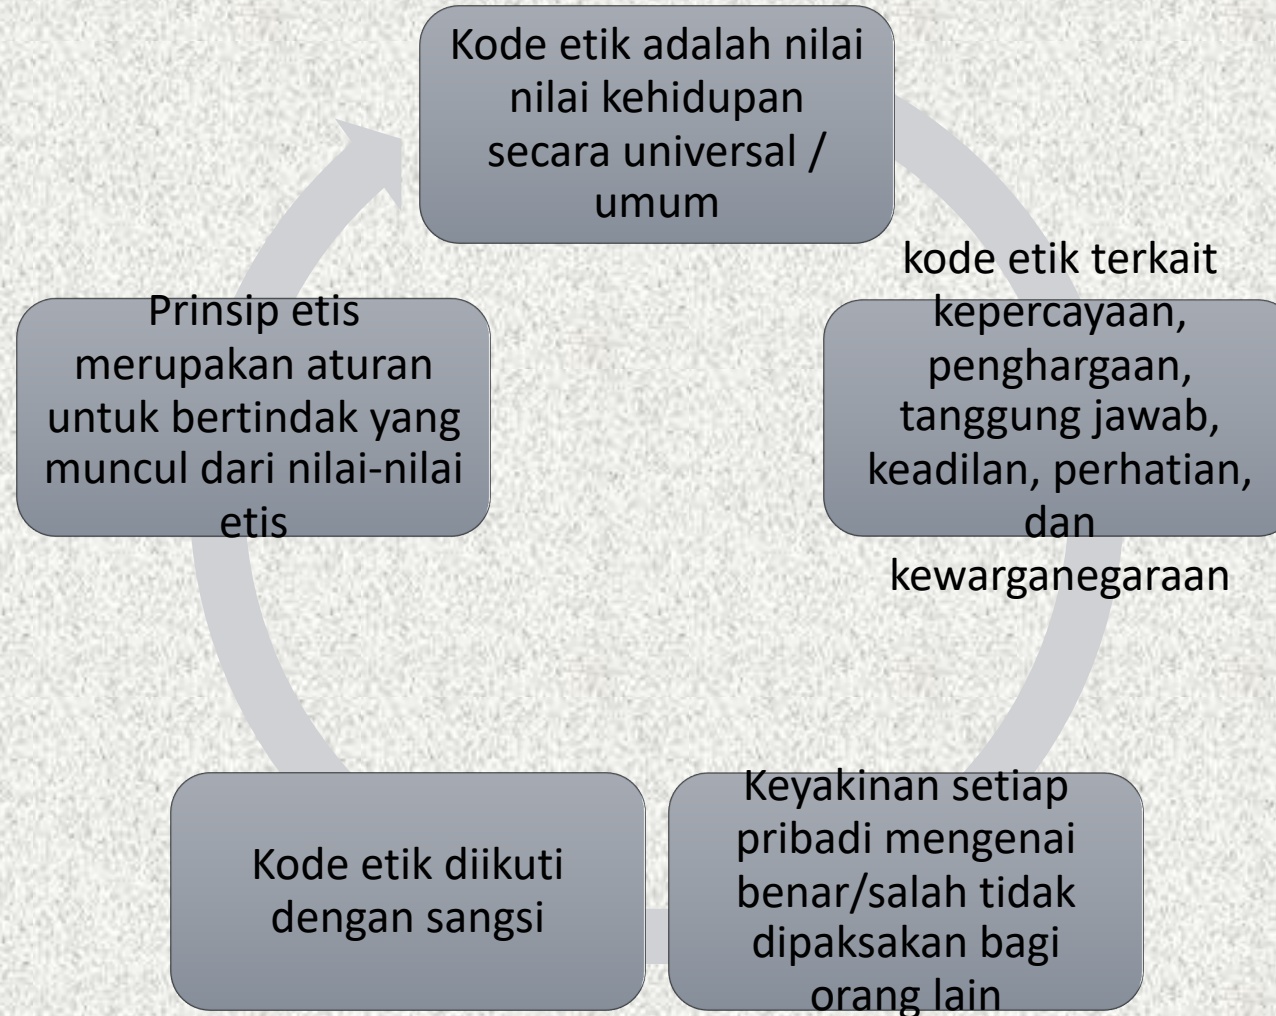 Kode etik adalah nilai
nilai kehidupan
secara universal /
umum
kode etik terkait
kepercayaan,
penghargaan,
tanggung jawab,
keadilan, perhatian,
dan
kewarganegaraan
Keyakinan setiap
pribadi mengenai
benar/salah tidak
dipaksakan bagi
orang lain
Kode etik diikuti
dengan sangsi
Prinsip etis
merupakan aturan
untuk bertindak yang
muncul dari nilai-nilai
etis